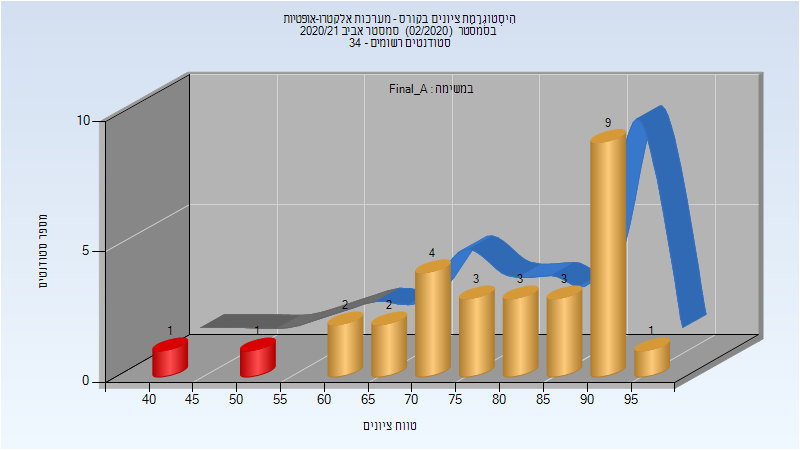 היסטוגרמת ציונים בקורס - מערכות אלקטרו-אופטיות
בסמסטר (02/2020) סמסטר אביב 2020/21
סטודנטים רשומים - 34
במשימה : Final_A
מספר סטודנטים
10
5
0
1
1
2
2
4
3
3
3
9
1
40 45 50 55 60 65 70 75 80 85 90 95
טווח ציונים